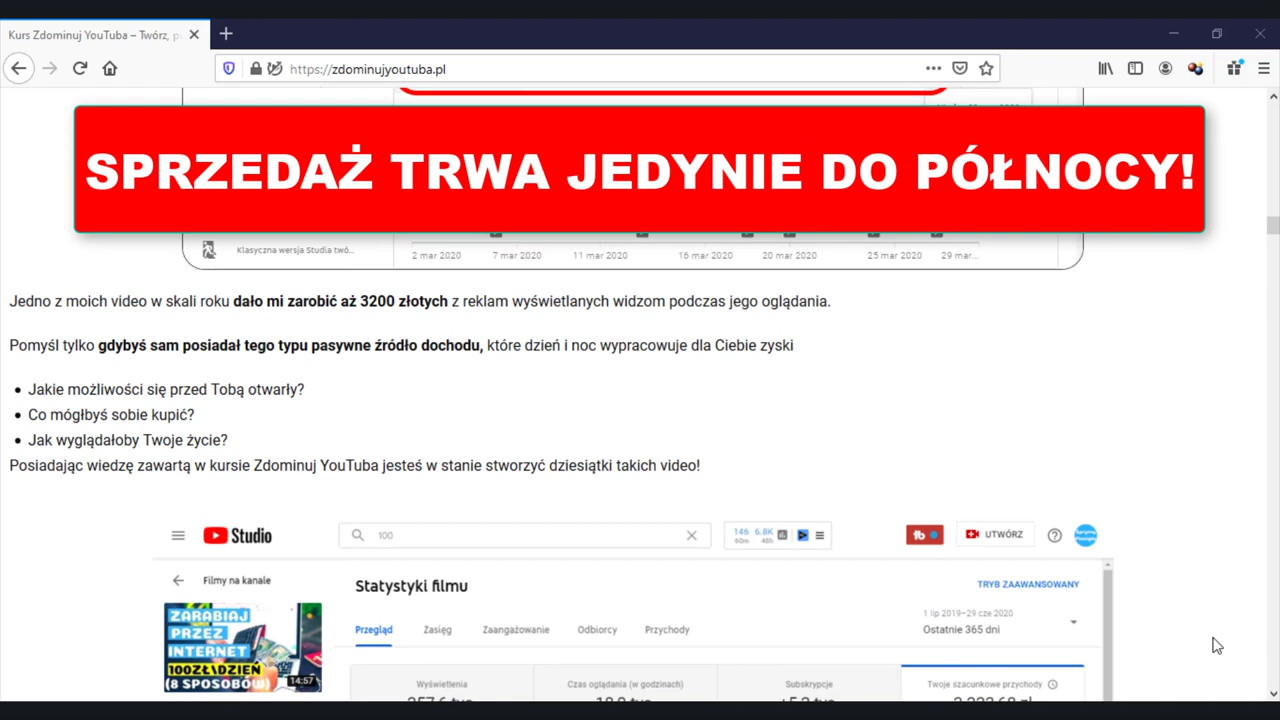 Kurs Zdominuj YouTuba – Twórz, p
https://zdominujyoutuba.pl
SPRZEDAŻ TRWA JEDYNIE DO PÓŁNOCY!
Klasyczna wersja Studia twó...
2 mar 2020 7 mar 2020 11 mar 2020 16 mar 2020 20 mar 2020 25 mar 2020 29 mar...
Jedno z moich video w skali roku dało mi zarobić aż 3200 złotych z reklam wyświetlanych widzom podczas jego oglądania.
Pomyśl tylko gdybyś sam posiadał tego typu pasywne źródło dochodu, które dzień i noc wypracowuje dla Ciebie zyski
Jakie możliwości się przed Tobą otwarły?
Co mógłbyś sobie kupić?
Jak wyglądałoby Twoje życie?
Posiadając wiedzę zawartą w kursie Zdominuj YouTuba jesteś w stanie stworzyć dziesiątki takich video!
Studio 100 146 6.8K UTWÓRZ
60m 48h
Filmy na kanale
Statystyki filmu TRYB ZAAWANSOWANY
1 lip 2019–29 cze 2020
Ostatnie 365 dni
Przegląd Zasięg Zaangażowanie Odbiorcy Przychody
ZARABIAJ
PRZEZ
INTERNET
100ZŁ\DZIEŃ
(8 SPOSOBÓW)
14:57
Wyświetlenia Czas oglądania (w godzinach) Subskrypcje Twoje szacunkowe przychody